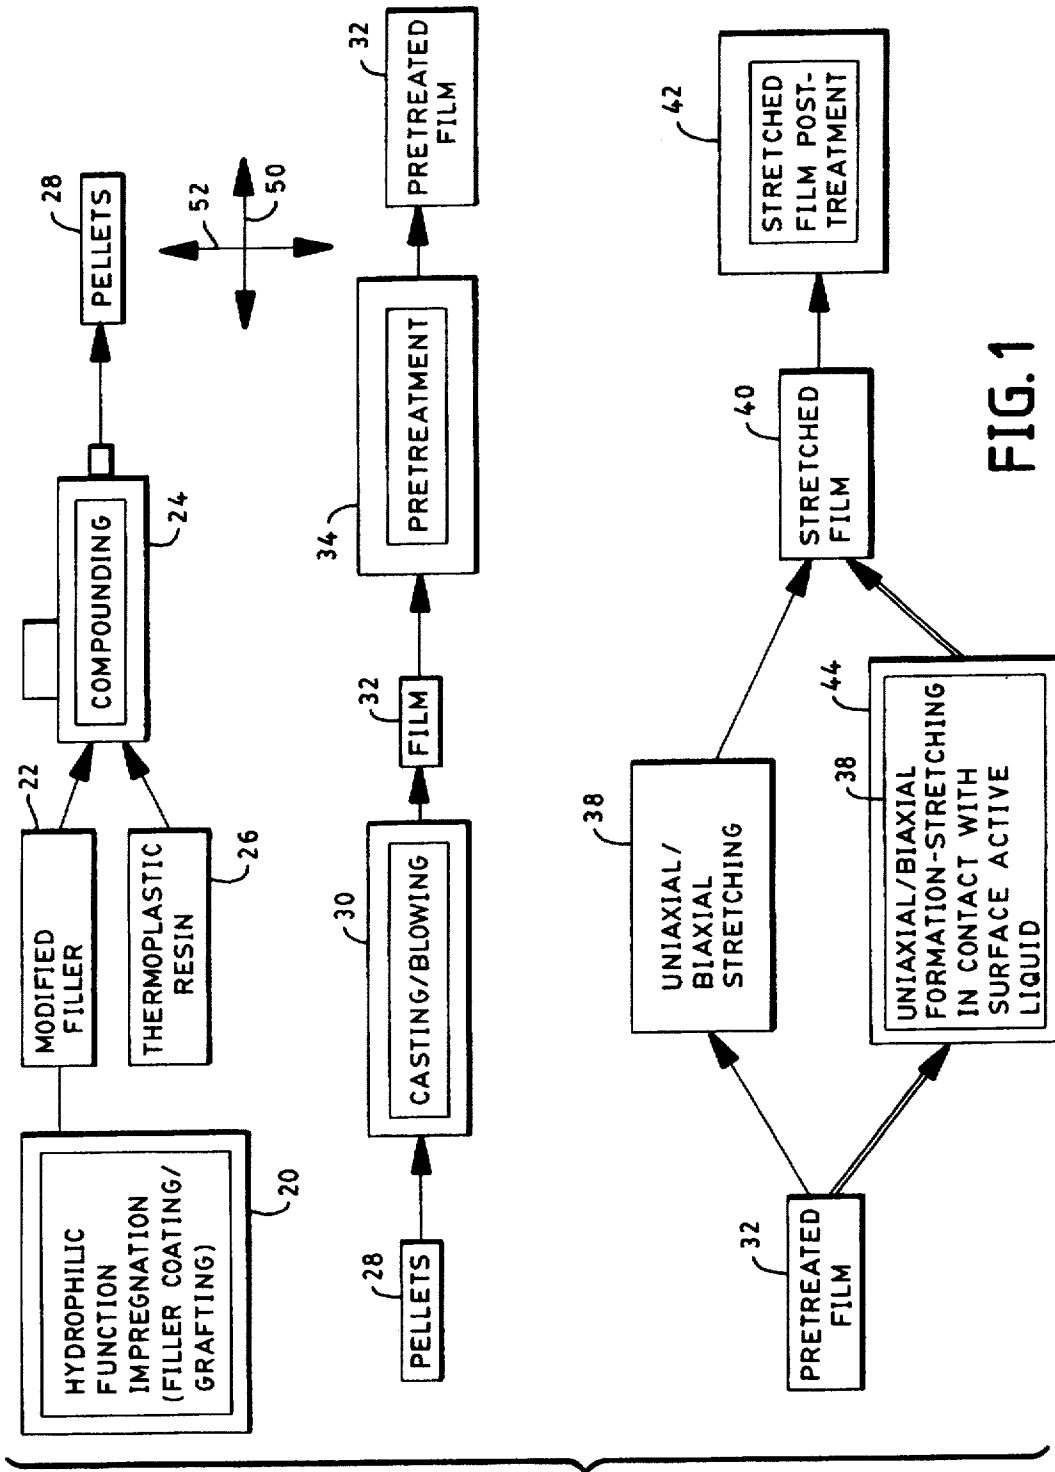 HYDROPHILIC
FUNCTION
IMPREGNATION
(FILLER COATING/
GRAFTING)
20
MODIFIED
FILLER
22
THERMOPLASTIC
RESIN
26
COMPOUNDING
24
PELLETS
28
52
50
PELLETS
28
CASTING/BLOWING
30
FILM
32
PRETREATMENT
34
PRETREATED
FILM
32
PRETREATED
FILM
32
UNIAXIAL/
BIAXIAL
STRETCHING
38
UNIAXIAL/BIAXIAL
FORMATION-STRETCHING
IN CONTACT WITH
SURFACE ACTIVE
LIQUID
38
44
STRETCHED
FILM
40
STRETCHED
FILM POST-
TREATMENT
42
FIG. 1